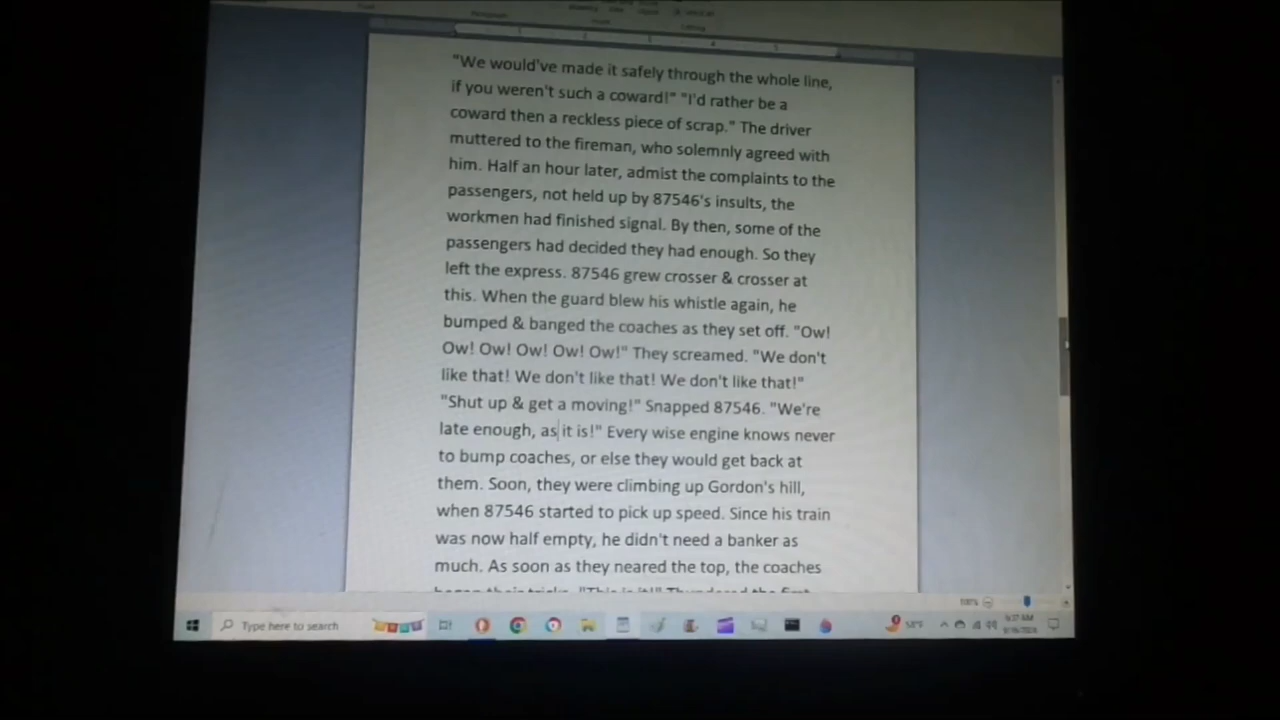 "We would've made it safely through the whole line,
if you weren't such a coward!" "I'd rather be a
coward then a reckless piece of scrap." The driver
muttered to the fireman, who solemnly agreed with
him. Half an hour later, admist the complaints to the
passengers, not held up by 87546's insults, the
workmen had finished signal. By then, some of the
passengers had decided they had enough. So they
left the express. 87546 grew crosser & crosser at
this. When the guard blew his whistle again, he
bumped & banged the coaches as they set off. "Ow!
Ow! Ow! Ow! Ow! Ow!" They screamed. "We don't
like that! We don't like that! We don't like that!"
"Shut up & get a moving!" Snapped 87546. "We're
late enough, as it is!" Every wise engine knows never
to bump coaches, or else they would get back at
them. Soon, they were climbing up Gordon's hill,
when 87546 started to pick up speed. Since his train
was now half empty, he didn't need a banker as
much. As soon as they neared the top, the coaches
Type here to search